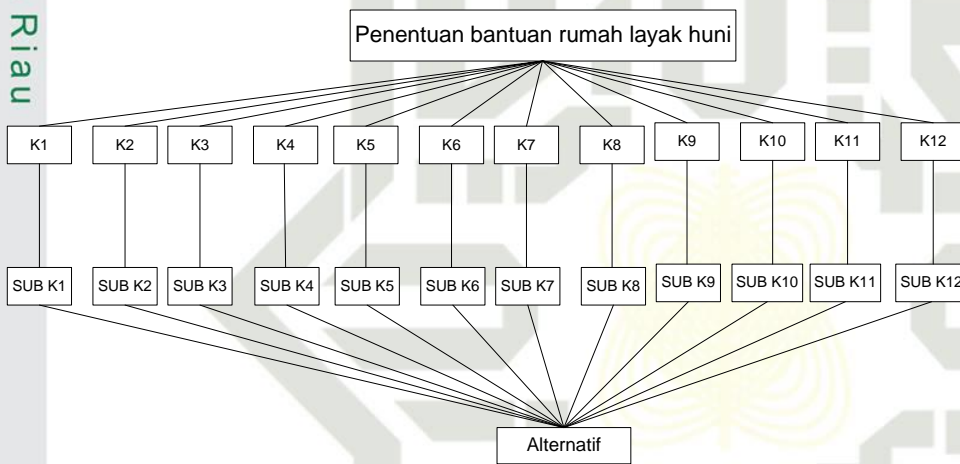 Riau
Penentuan bantuan rumah layak huni
K1 K2 K3 K4 K5 K6 K7 K8 K9 K10 K11 K12
SUB K1 SUB K2 SUB K3 SUB K4 SUB K5 SUB K6 SUB K7 SUB K8 SUB K9 SUB K10 SUB K11 SUB K12
Alternatif